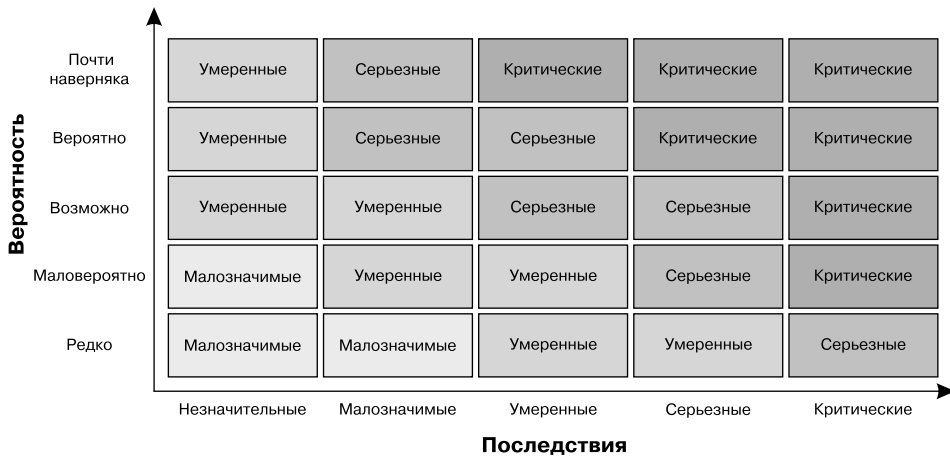 Почти
наверняка
Умеренные
Серьезные
Критические
Критические
Критические
Вероятно
Умеренные
Серьезные
Серьезные
Критические
Критические
Возможно
Умеренные
Умеренные
Серьезные
Серьезные
Критические
Маловероятно
Малозначимые
Умеренные
Умеренные
Серьезные
Критические
Редко
Малозначимые
Малозначимые
Умеренные
Умеренные
Серьезные
Вероятность
Незначительные
Малозначимые
Умеренные
Серьезные
Критические
Последствия